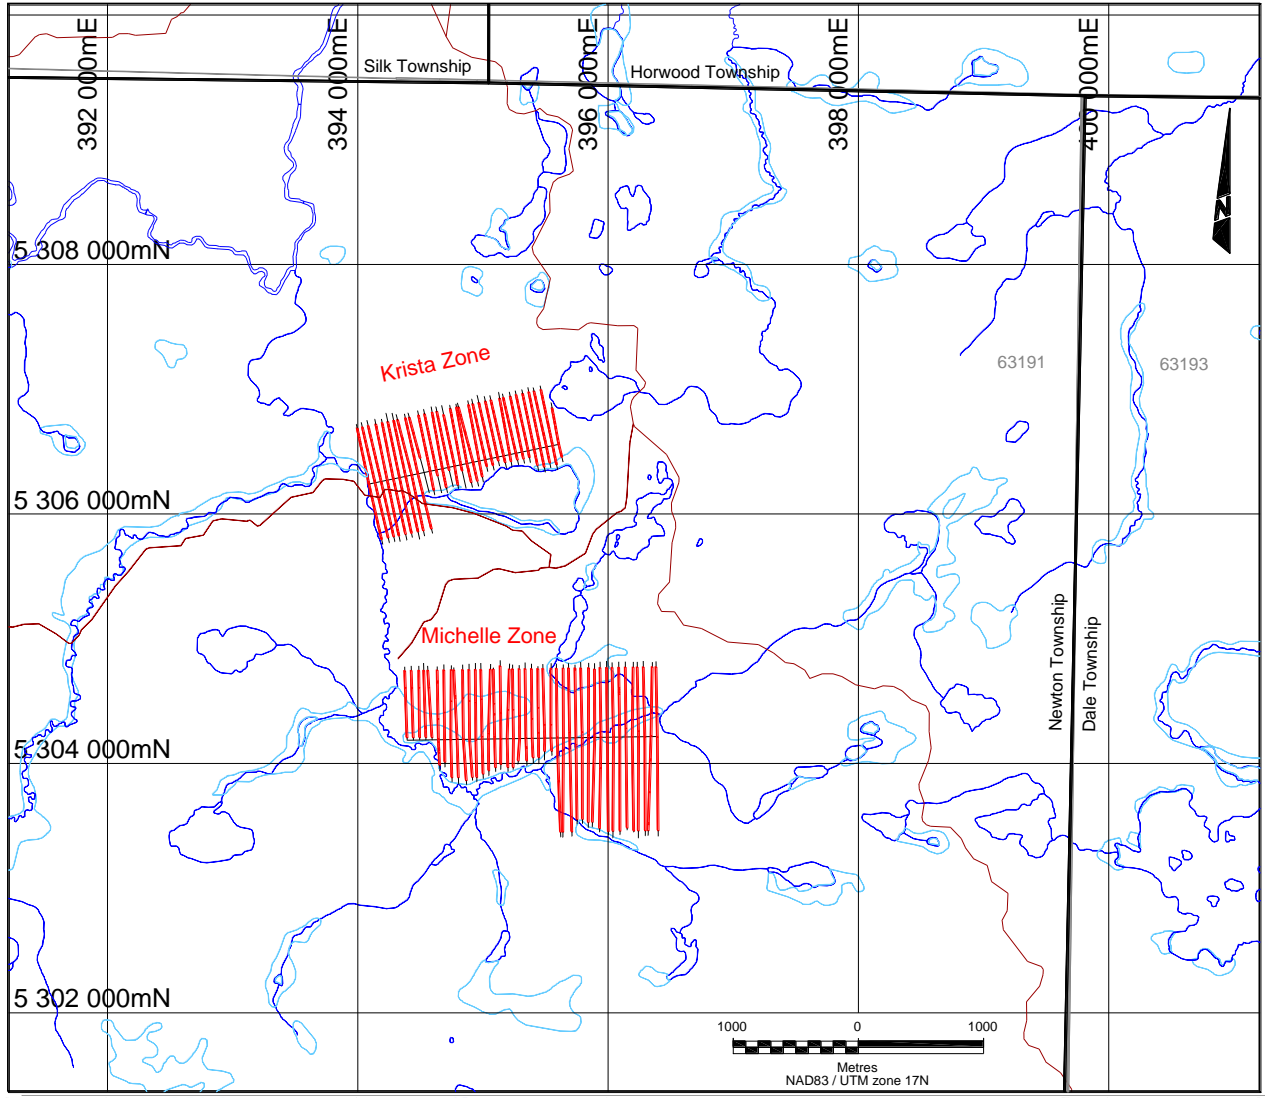 392 000mE
394 000mE
396 000mE
398 000mE
400 000mE
Silk Township
Horwood Township
N
5 308 000mN
Krista Zone
63191
63193
5 306 000mN
Michelle Zone
Newton Township
Dale Township
5 304 000mN
5 302 000mN
1000 0 1000
Metres
NAD83 / UTM zone 17N